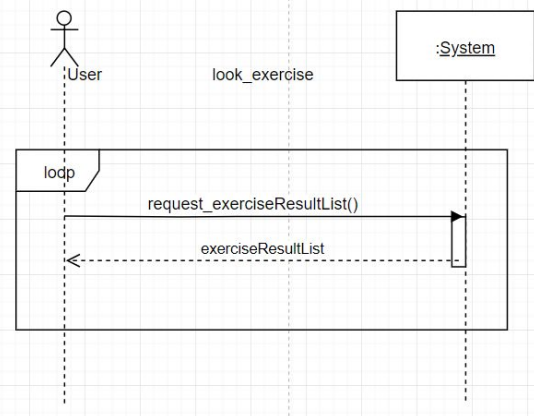 :System
User
look_exercise
loop
request_exerciseResultList()
exerciseResultList